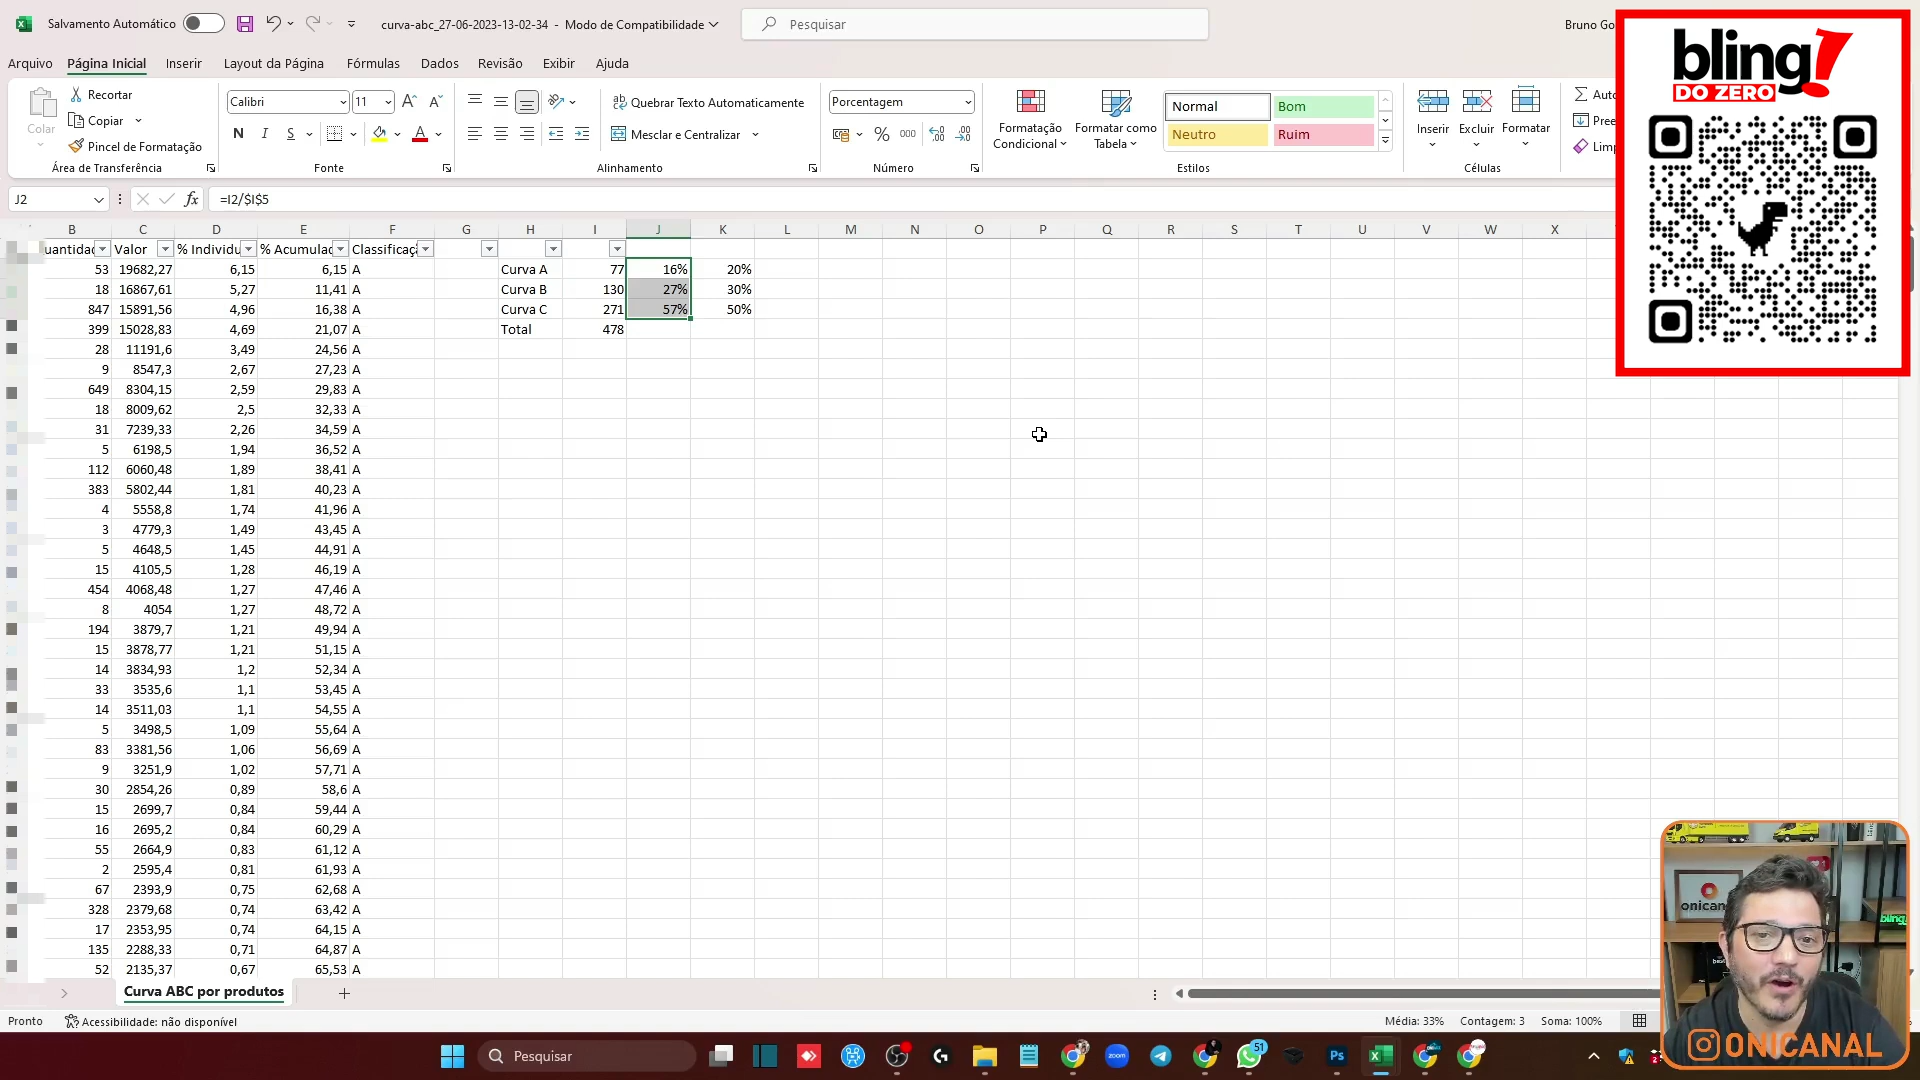 Salvamento Automático
curva-abc_27-06-2023-13-02-34 - Modo de Compatibilidade
Pesquisar
Bruno Go
Arquivo Página Inicial Inserir Layout da Página Fórmulas Dados Revisão Exibir Ajuda
Colar
Recortar
Copiar
Pincel de Formatação
Área de Transferência
Calibri 11
N I S
Fonte
Quebrar Texto Automaticamente
Mesclar e Centralizar
Alinhamento
Porcentagem
% 000
Número
Formatação Condicional
Formatar como Tabela
Normal Bom
Neutro Ruim
Estilos
Inserir Excluir Formatar
Células
Auto
Pree
Limp
bling!
DO ZERO
J2 fx =I2/$I$5
B C D E F G H I J K L M N O P Q R S T U V W X
uantidad Valor % Individu % Acumulad Classificaçã
53 19682,27 6,15 6,15 A Curva A 77 16% 20%
18 16867,61 5,27 11,41 A Curva B 130 27% 30%
847 15891,56 4,96 16,38 A Curva C 271 57% 50%
399 15028,83 4,69 21,07 A Total 478
28 11191,6 3,49 24,56 A
9 8547,3 2,67 27,23 A
649 8304,15 2,59 29,83 A
18 8009,62 2,5 32,33 A
31 7239,33 2,26 34,59 A
5 6198,5 1,94 36,52 A
112 6060,48 1,89 38,41 A
383 5802,44 1,81 40,23 A
4 5558,8 1,74 41,96 A
3 4779,3 1,49 43,45 A
5 4648,5 1,45 44,91 A
15 4105,5 1,28 46,19 A
454 4068,48 1,27 47,46 A
8 4054 1,27 48,72 A
194 3879,7 1,21 49,94 A
15 3878,77 1,21 51,15 A
14 3834,93 1,2 52,34 A
33 3535,6 1,1 53,45 A
14 3511,03 1,1 54,55 A
5 3498,5 1,09 55,64 A
83 3381,56 1,06 56,69 A
9 3251,9 1,02 57,71 A
30 2854,26 0,89 58,6 A
15 2699,7 0,84 59,44 A
16 2695,2 0,84 60,29 A
55 2664,9 0,83 61,12 A
2 2595,4 0,81 61,93 A
67 2393,9 0,75 62,68 A
328 2379,68 0,74 63,42 A
17 2353,95 0,74 64,15 A
135 2288,33 0,71 64,87 A
52 2135,37 0,67 65,53 A
onican
bling
Curva ABC por produtos
Pronto Acessibilidade: não disponível Média: 33% Contagem: 3 Soma: 100%
Pesquisar
zoom
51
Ps
ONICANAL